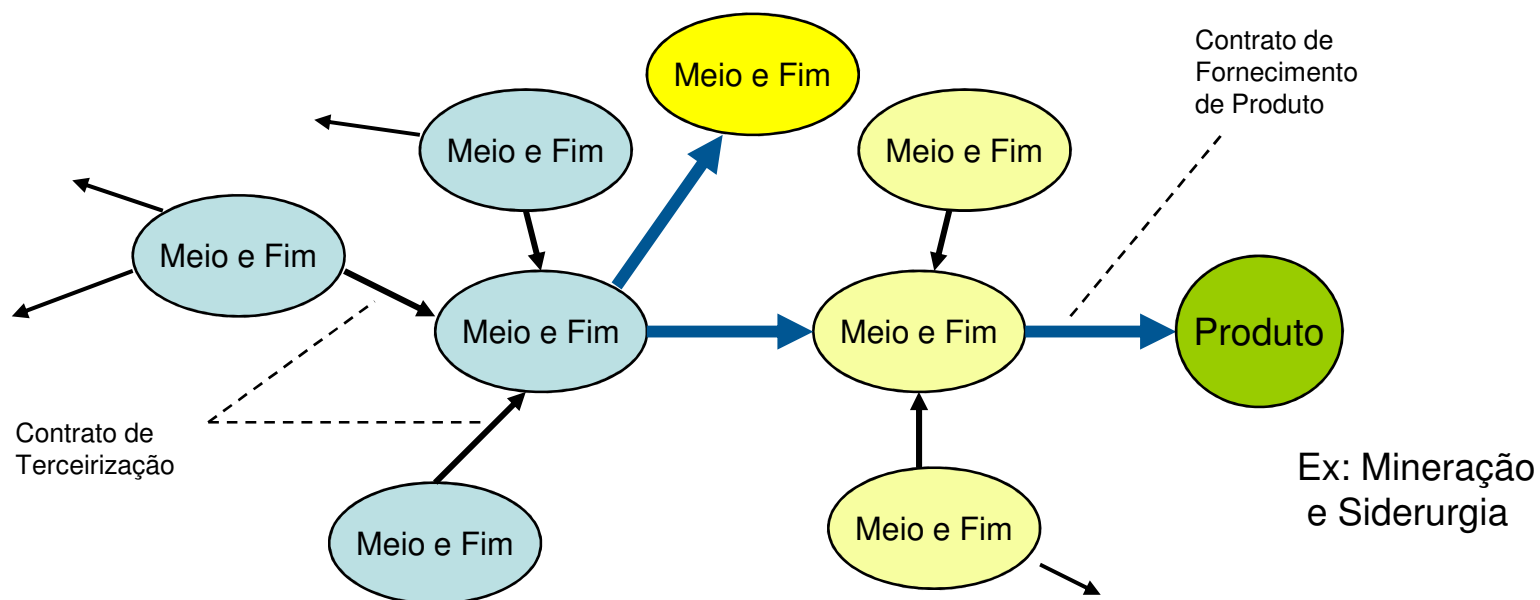 Contrato de
Fornecimento
de Produto
Meio e Fim
Meio e Fim
Meio e Fim
Meio e Fim
Meio e Fim
Meio e Fim
Produto
Contrato de
Terceirização
Ex: Mineração
e Siderurgia
Meio e Fim
Meio e Fim